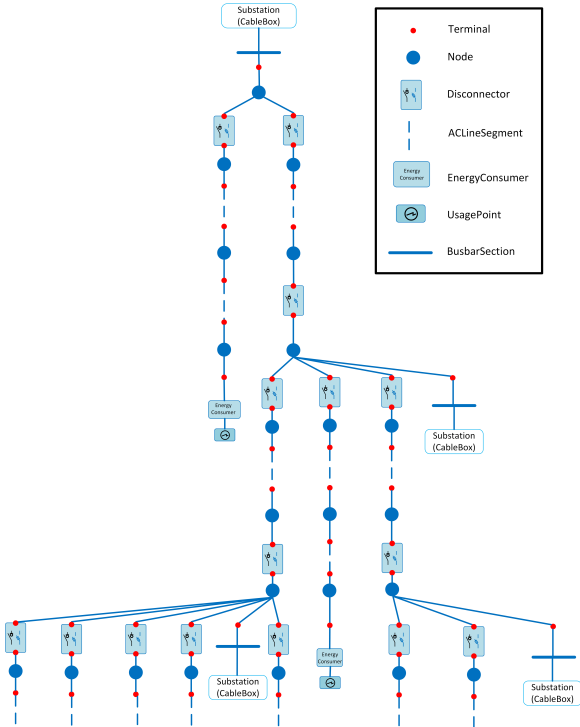 Substation
(CableBox)
Terminal
Node
Disconnector
ACLineSegment
Energy
Consumer
EnergyConsumer
UsagePoint
BusbarSection
Energy
Consumer
Substation
(CableBox)
Energy
Consumer
Substation
(CableBox)
Substation
(CableBox)